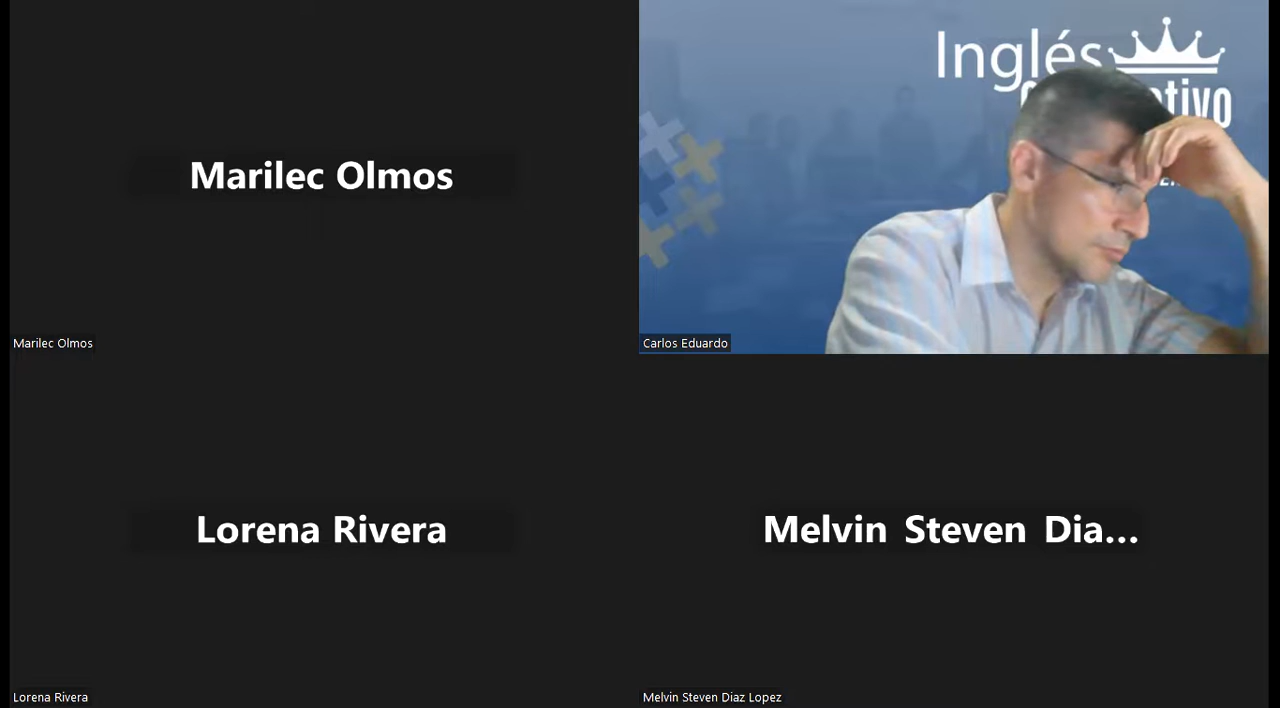 Marilec Olmos
Marilec Olmos
Inglés
Carlos Eduardo
Lorena Rivera
Melvin Steven Dia...
Lorena Rivera
Melvin Steven Diaz Lopez